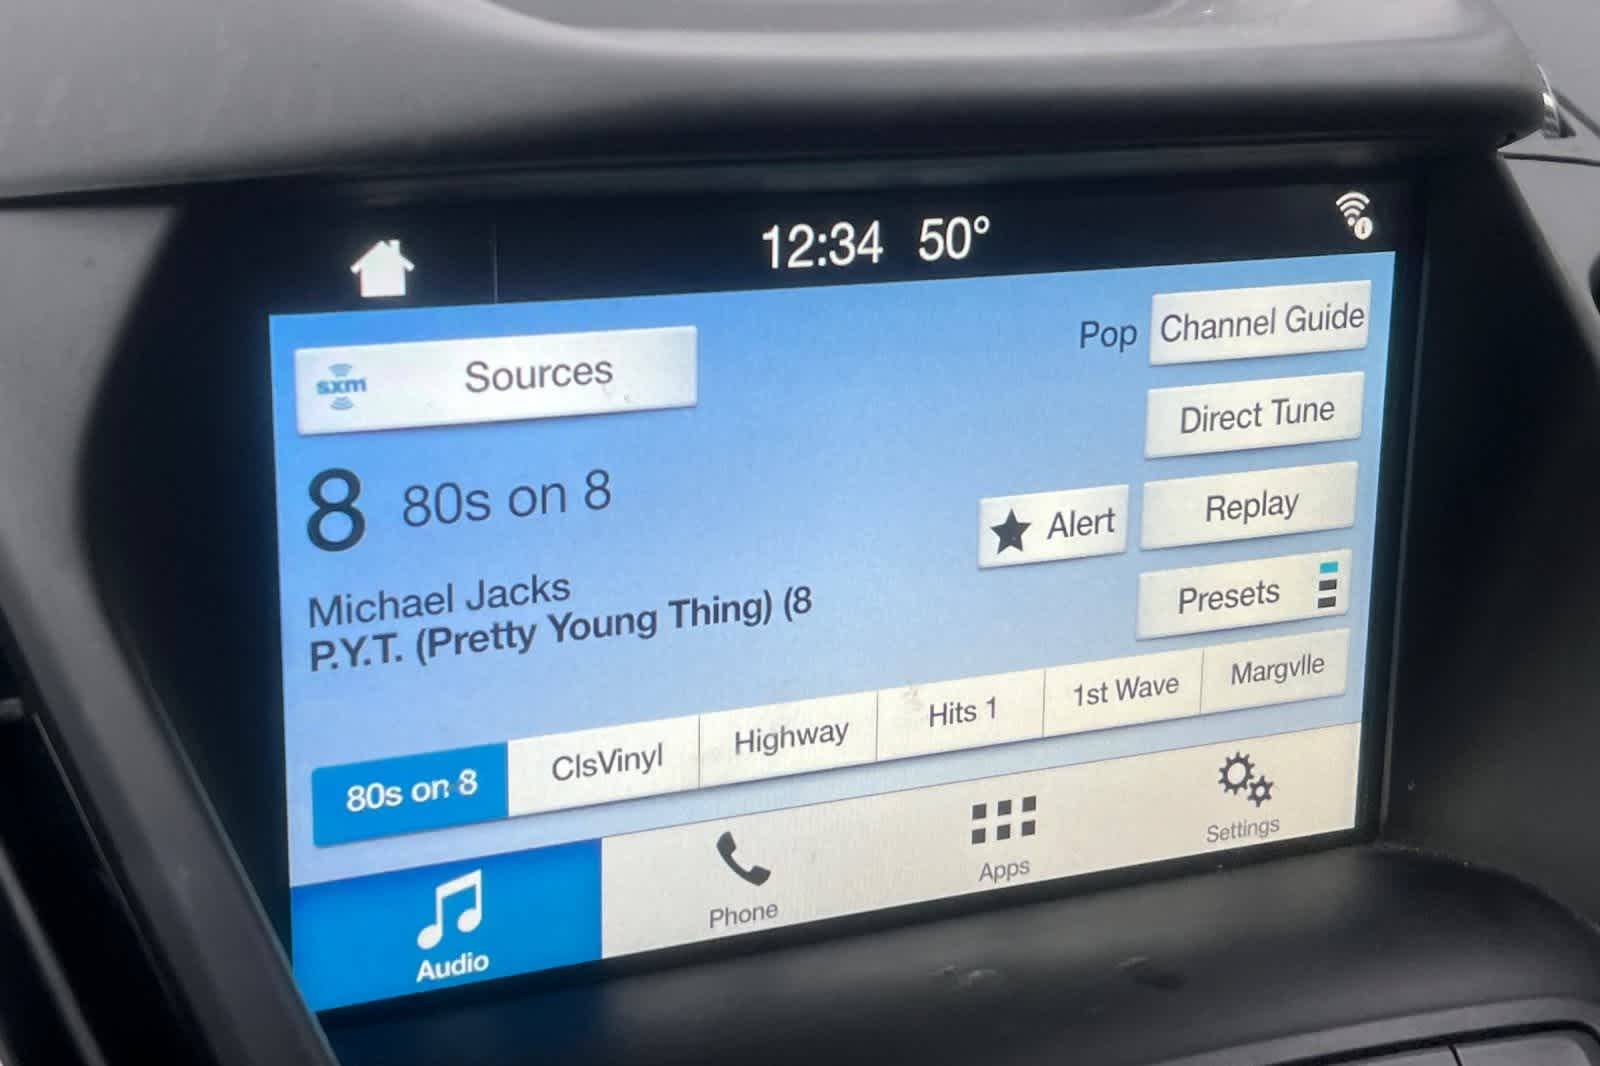 12:34 50°
sxm Sources
Pop Channel Guide
Direct Tune
8 80s on 8
Alert Replay
Michael Jacks
P.Y.T. (Pretty Young Thing) (8
Presets
80s on 8 ClsVinyl Highway Hits 1 1st Wave Margvlle
Audio Phone Apps Settings